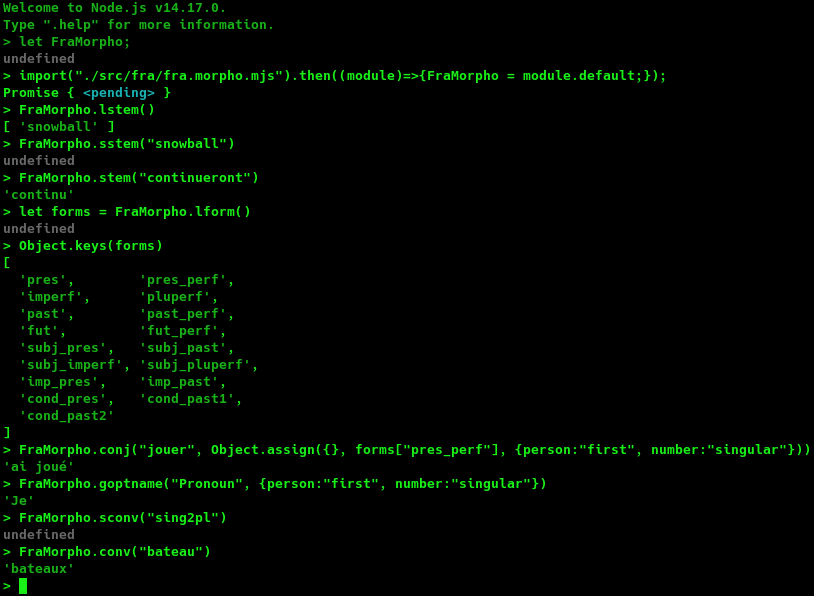 Welcome to Node.js v14.17.0.
Type ".help" for more information.
> let FraMorpho;
undefined
> import("./src/fra/fra.morpho.mjs").then((module)=>{FraMorpho = module.default;});
Promise { <pending> }
> FraMorpho.lstem()
[ 'snowball' ]
> FraMorpho.sstem("snowball")
undefined
> FraMorpho.stem("continueront")
'continu'
> let forms = FraMorpho.lform()
undefined
> Object.keys(forms)
[
  'pres',        'pres_perf',
  'imperf',      'pluperf',
  'past',        'past_perf',
  'fut',         'fut_perf',
  'subj_pres',   'subj_past',
  'subj_imperf', 'subj_pluperf',
  'imp_pres',    'imp_past',
  'cond_pres',   'cond_past1',
  'cond_past2'
]
> FraMorpho.conj("jouer", Object.assign({}, forms["pres_perf"], {person:"first", number:"singular"}))
'ai joué'
> FraMorpho.goptname("Pronoun", {person:"first", number:"singular"})
'Je'
> FraMorpho.sconv("sing2pl")
undefined
> FraMorpho.conv("bateau")
'bateaux'
>